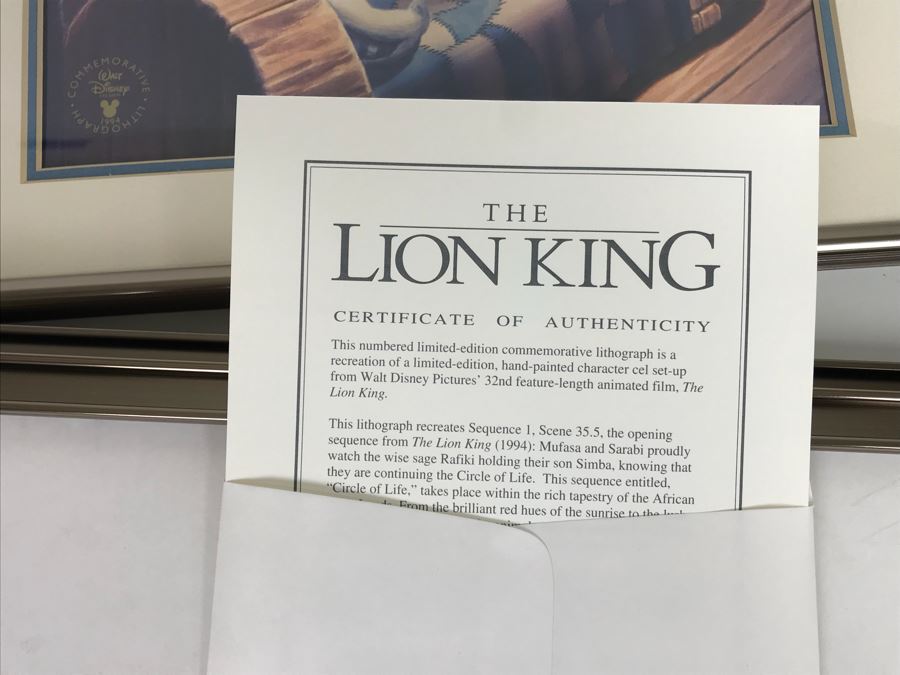 COMMEMORATIVE
WALT
DISNEY
1994
LITHOGRAPH
THE
LION KING
CERTIFICATE OF AUTHENTICITY
This numbered limited-edition commemorative lithograph is a
recreation of a limited-edition, hand-painted character cel set-up
from Walt Disney Pictures' 32nd feature-length animated film, The
Lion King.
This lithograph recreates Sequence 1, Scene 35.5, the opening
sequence from The Lion King (1994): Mufasa and Sarabi proudly
watch the wise sage Rafiki holding their son Simba, knowing that
they are continuing the Circle of Life. This sequence entitled,
"Circle of Life," takes place within the rich tapestry of the African
From the brilliant red hues of the sunrise to the